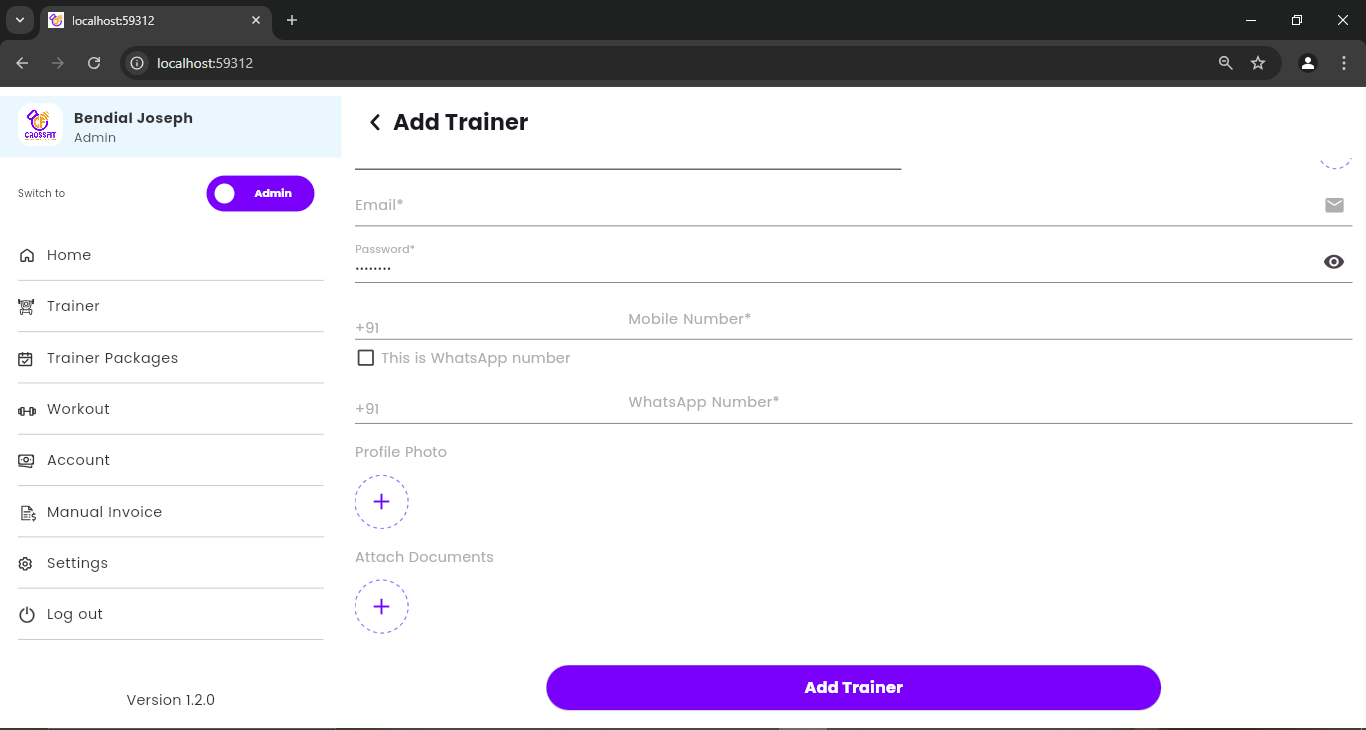 localhost:59312
localhost:59312
Bendial Joseph
Admin
CROSSFIT
Add Trainer
Switch to
Admin
Home
Trainer
Trainer Packages
Workout
Account
Manual Invoice
Settings
Log out
Version 1.2.0
Email*
Password*
••••••••
+91
Mobile Number*
This is WhatsApp number
+91
WhatsApp Number*
Profile Photo
+
Attach Documents
+
Add Trainer